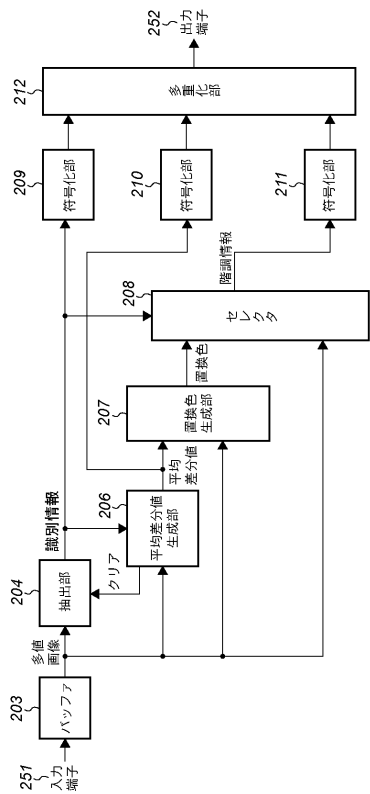 251
入力
端子
203
バッファ
多値
画像
204
抽出部
識別情報
クリア
206
平均差分値
生成部
平均
差分値
207
置換色
生成部
置換色
208
セレクタ
階調情報
209
符号化部
210
符号化部
211
符号化部
212
多重化部
252
出力
端子